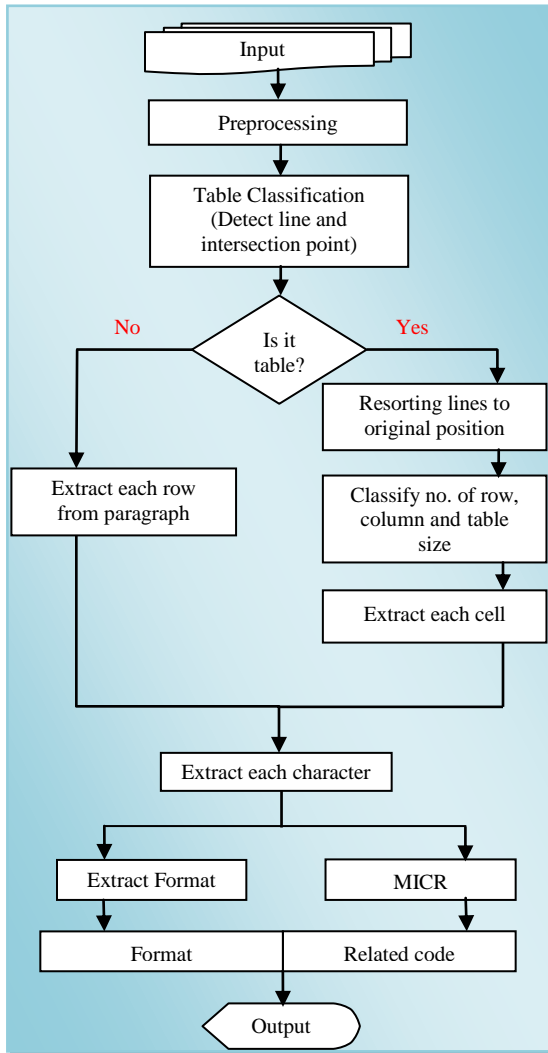 Input
Preprocessing
Table Classification
(Detect line and
intersection point)
No
Is it
table?
Yes
Resorting lines to
original position
Extract each row
from paragraph
Classify no. of row,
column and table
size
Extract each cell
Extract each character
Extract Format
MICR
Format
Related code
Output